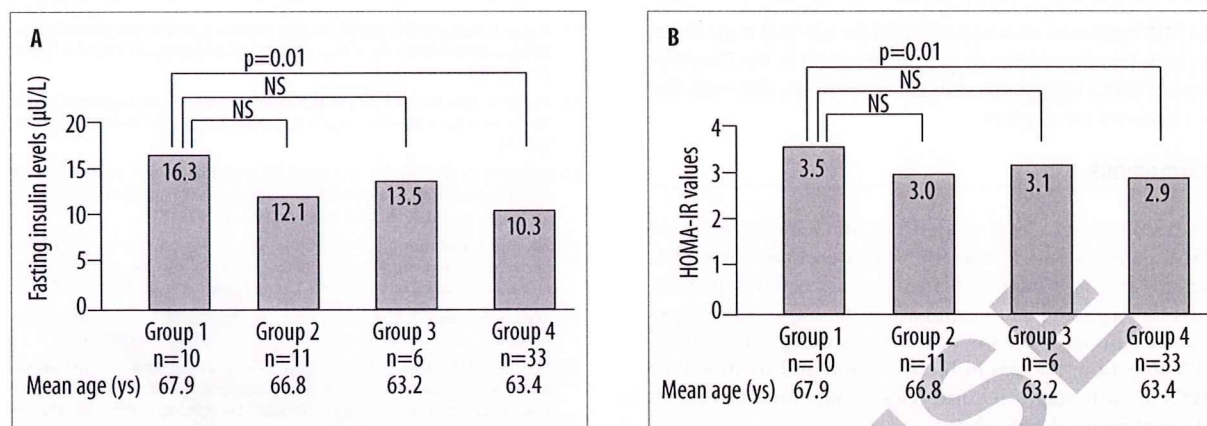 A
p=0.01
NS
NS
Fasting insulin levels (µU/L)
20
15
10
5
0
16.3
12.1
13.5
10.3
Group 1 Group 2 Group 3 Group 4
n=10 n=11 n=6 n=33
Mean age (ys) 67.9 66.8 63.2 63.4
B
p=0.01
NS
NS
HOMA-IR values
4
3
2
1
0
3.5
3.0
3.1
2.9
Group 1 Group 2 Group 3 Group 4
n=10 n=11 n=6 n=33
Mean age (ys) 67.9 66.8 63.2 63.4
SE